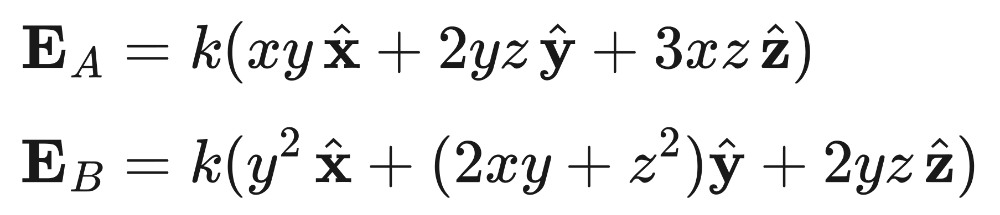 𝐄_A = k(xy 𝐱̂ + 2yz 𝐲̂ + 3xz 𝐳̂)
𝐄_B = k(y² 𝐱̂ + (2xy + z²)𝐲̂ + 2yz 𝐳̂)